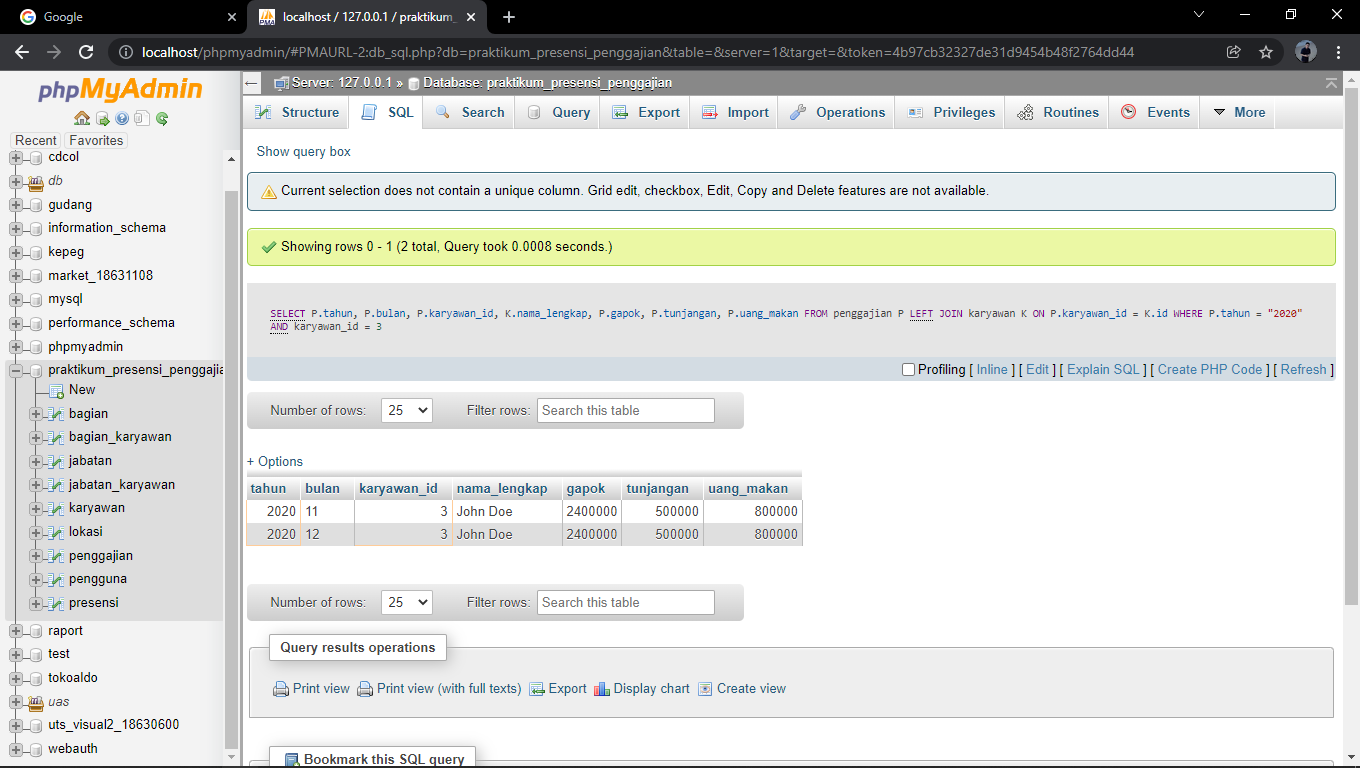 Google
localhost / 127.0.0.1 / praktikum_
localhost/phpmyadmin/#PMAURL-2:db_sql.php?db=praktikum_presensi_penggajian&table=&server=1&target=&token=4b97cb32327de31d9454b48f2764dd44
phpMyAdmin
Recent Favorites
cdcol
db
gudang
information_schema
kepeg
market_18631108
mysql
performance_schema
phpmyadmin
praktikum_presensi_penggajia
New
bagian
bagian_karyawan
jabatan
jabatan_karyawan
karyawan
lokasi
penggajian
pengguna
presensi
raport
test
tokoaldo
uas
uts_visual2_18630600
webauth
Server: 127.0.0.1 » Database: praktikum_presensi_penggajian
Structure SQL Search Query Export Import Operations Privileges Routines Events More
Show query box
Current selection does not contain a unique column. Grid edit, checkbox, Edit, Copy and Delete features are not available.
Showing rows 0 - 1 (2 total, Query took 0.0008 seconds.)
SELECT P.tahun, P.bulan, P.karyawan_id, K.nama_lengkap, P.gapok, P.tunjangan, P.uang_makan FROM penggajian P LEFT JOIN karyawan K ON P.karyawan_id = K.id WHERE P.tahun = "2020"
AND karyawan_id = 3
Profiling [ Inline ] [ Edit ] [ Explain SQL ] [ Create PHP Code ] [ Refresh ]
Number of rows: 25 Filter rows: Search this table
+ Options
tahun bulan karyawan_id nama_lengkap gapok tunjangan uang_makan
2020 11 3 John Doe 2400000 500000 800000
2020 12 3 John Doe 2400000 500000 800000
Number of rows: 25 Filter rows: Search this table
Query results operations
Print view Print view (with full texts) Export Display chart Create view
Bookmark this SQL query